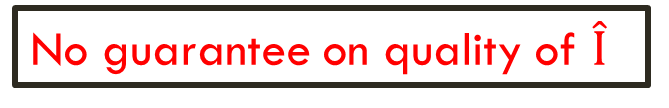 No guarantee on quality of Î